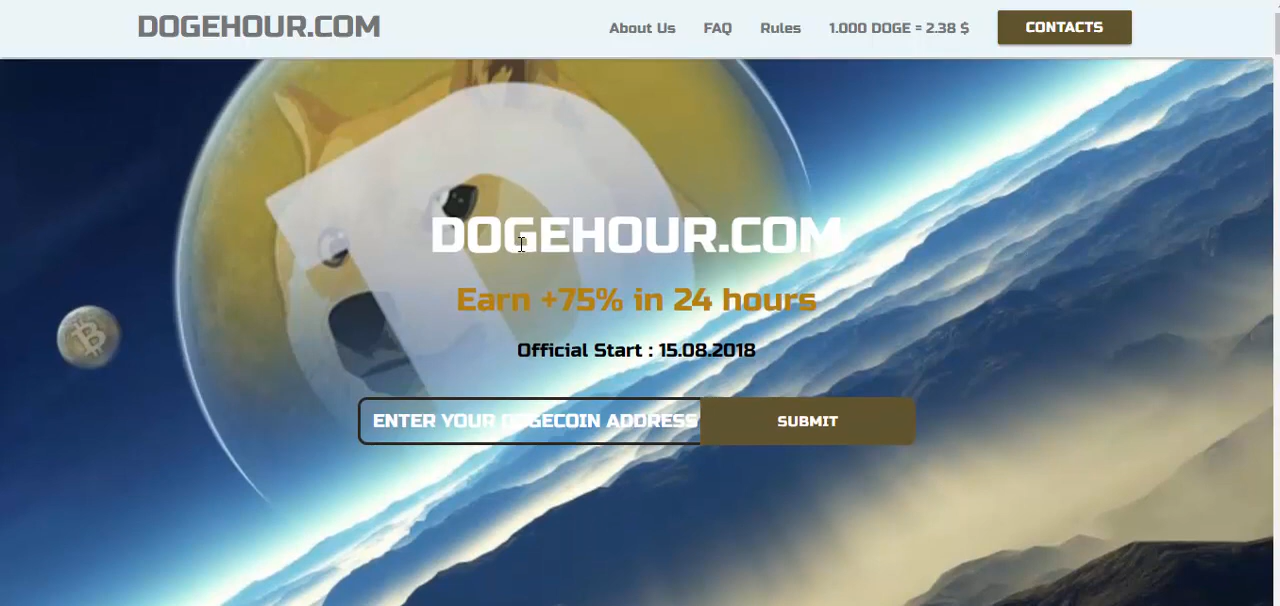 DOGEHOUR.COM
About Us FAQ Rules 1.000 DOGE = 2.38 $ CONTACTS
DOGEHOUR.COM
Earn +75% in 24 hours
Official Start : 15.08.2018
ENTER YOUR DOGECOIN ADDRESS SUBMIT